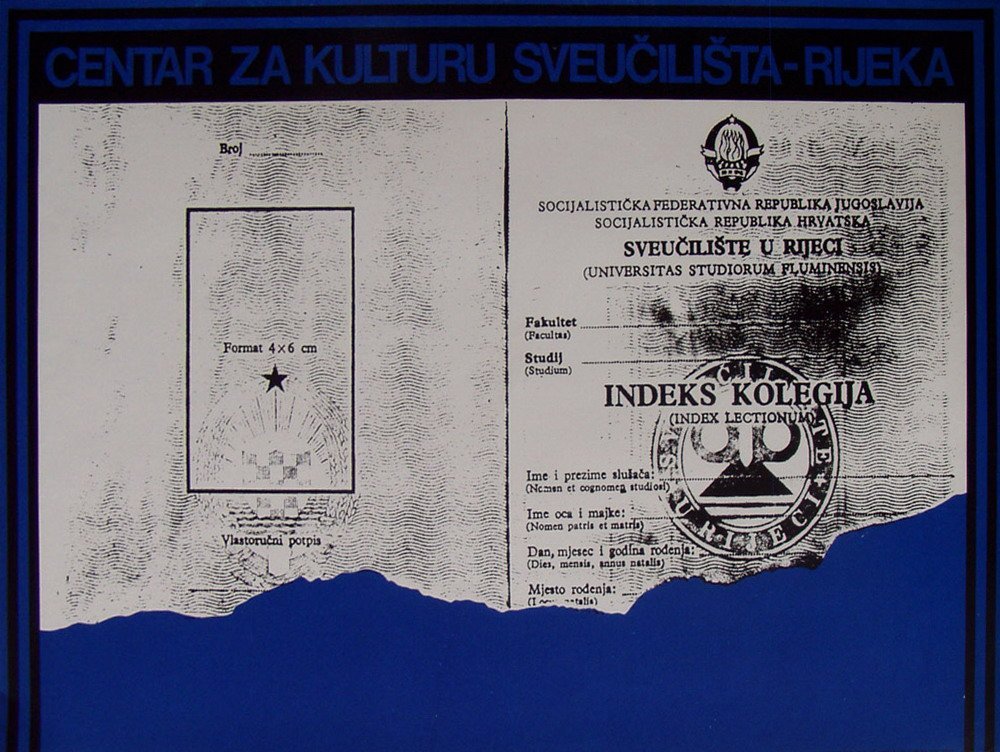 CENTAR ZA KULTURU SVEUČILIŠTA-RIJEKA
Broj
Format 4×6 cm
Vlastoručni potpis
SOCIJALISTIČKA FEDERATIVNA REPUBLIKA JUGOSLAVIJA
SOCIJALISTIČKA REPUBLIKA HRVATSKA
SVEUČILIŠTE U RIJECI
(UNIVERSITAS STUDIORUM FLUMINENSIS)
Fakultet
(Facultas)
Studij
(Studium)
INDEKS KOLEGIJA
(INDEX LECTIONUM)
Ime i prezime slušača:
(Nomen et cognomen studiosi)
Ime oca i majke:
(Nomen patris et matris)
Dan, mjesec i godina rođenja:
(Dies, mensis, annus natalis)
Mjesto rođenja:
natalis)
U RIJECI